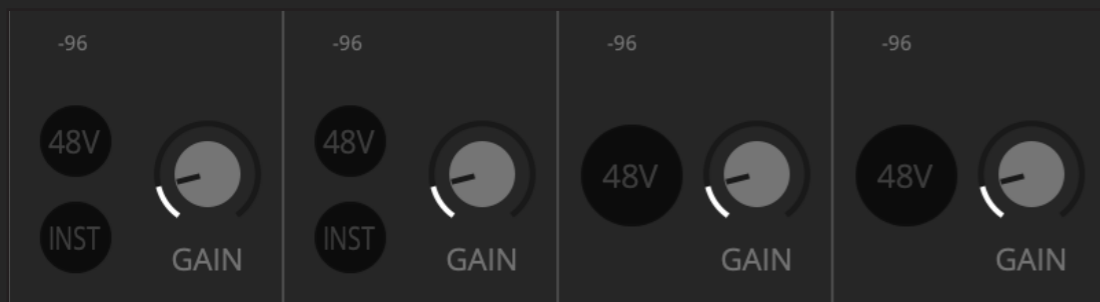 -96 -96 -96 -96
48V 48V
48V 48V
INST INST
GAIN GAIN GAIN GAIN